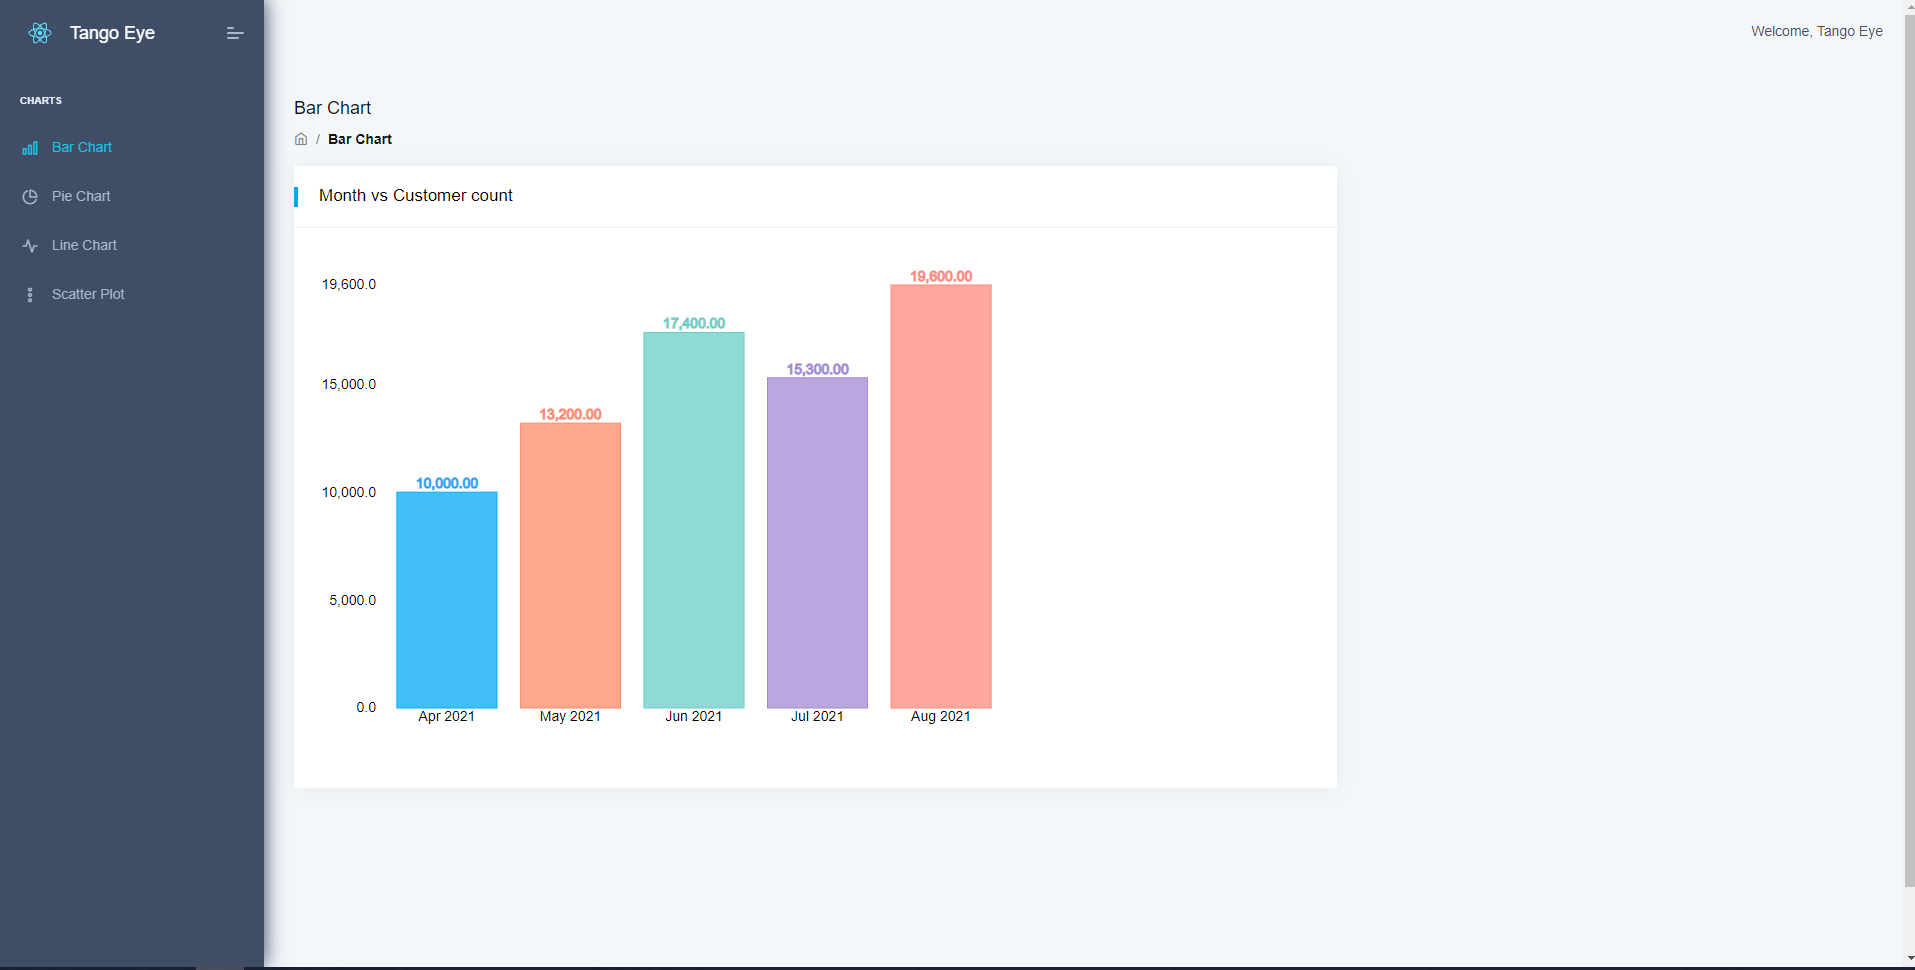 Tango Eye
Welcome, Tango Eye
CHARTS
Bar Chart
Pie Chart
Line Chart
Scatter Plot
Bar Chart
/ Bar Chart
Month vs Customer count
19,600.0
15,000.0
10,000.0
5,000.0
0.0
10,000.00
13,200.00
17,400.00
15,300.00
19,600.00
Apr 2021
May 2021
Jun 2021
Jul 2021
Aug 2021